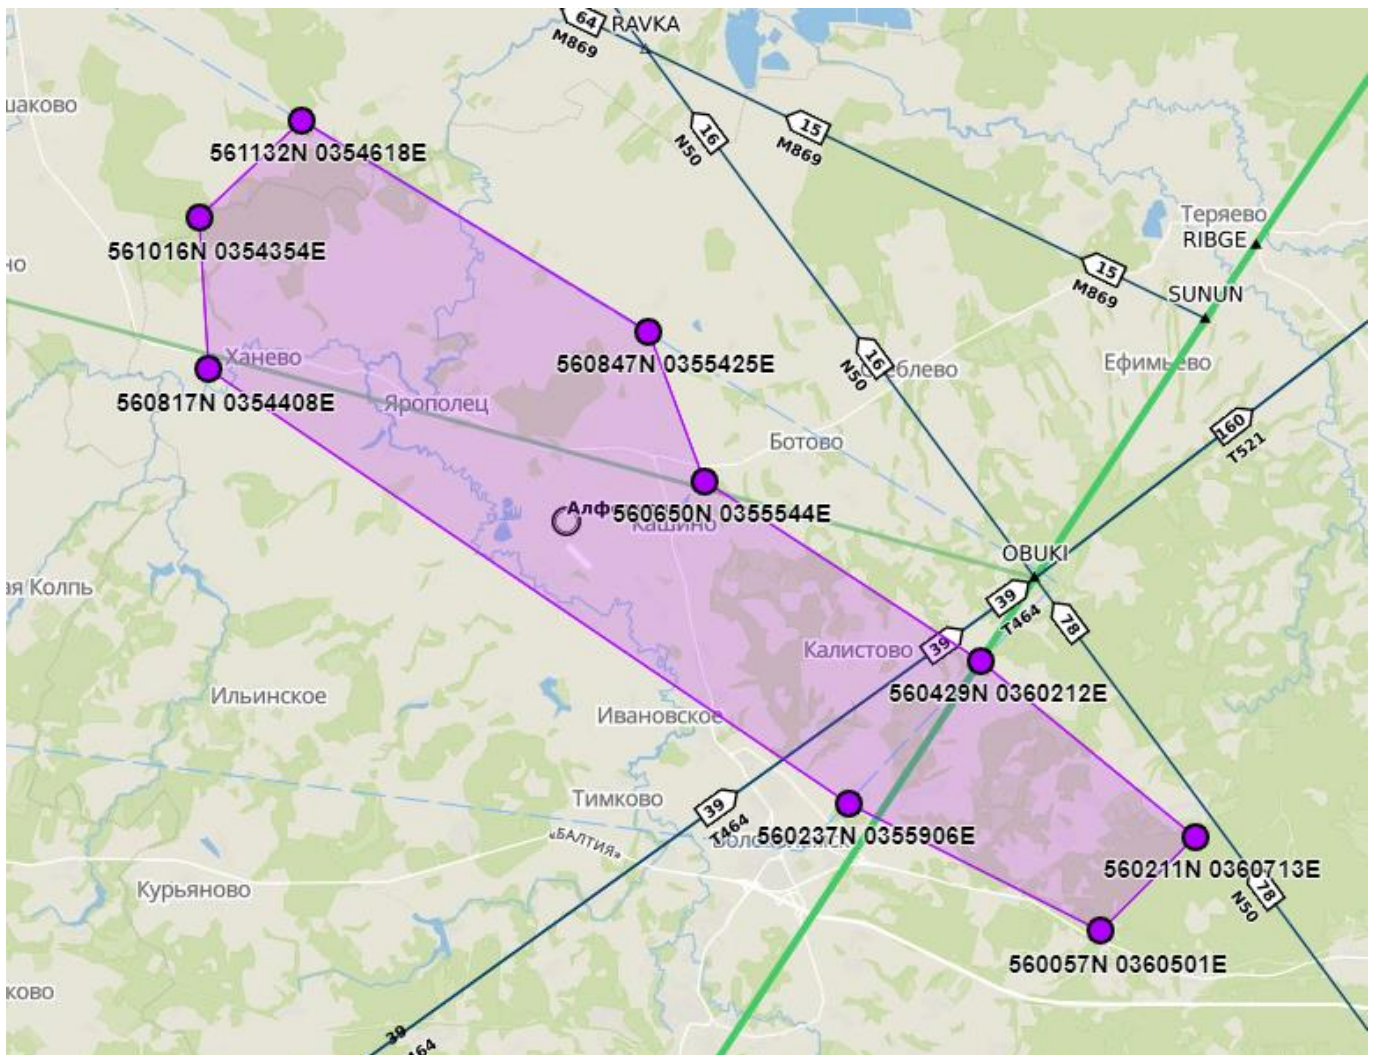 64
RAVKA
M869
шаково
16
15
N50
M869
561132N 0354618E
Теряево
561016N 0354354E
RIBGE
но
15
M869
SUNUN
Ханево
16
560847N 0355425E
Ефимьево
N50
560817N 0354408E
Ярополец
160
Ботово
T521
560650N 0355544E
Кашино
OBUKI
ая Колпь
39
T464
78
Калистово
39
Ильинское
560429N 0360212E
Ивановское
Тимково
39
T464
560237N 0355906E
«БАЛТИЯ»
560211N 0360713E
Курьяново
78
N50
560057N 0360501E
ково
39